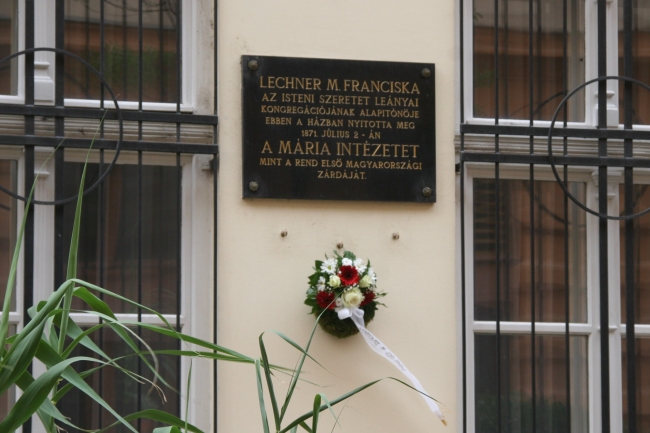 LECHNER M. FRANCISKA
AZ ISTENI SZERETET LEÁNYAI
KONGREGÁCIÓJÁNAK ALAPÍTÓNŐJE
EBBEN A HÁZBAN NYITOTTA MEG
1871. JÚLIUS 2-ÁN
A MÁRIA INTÉZETET
MINT A REND ELSŐ MAGYARORSZÁGI
ZÁRDÁJÁT.